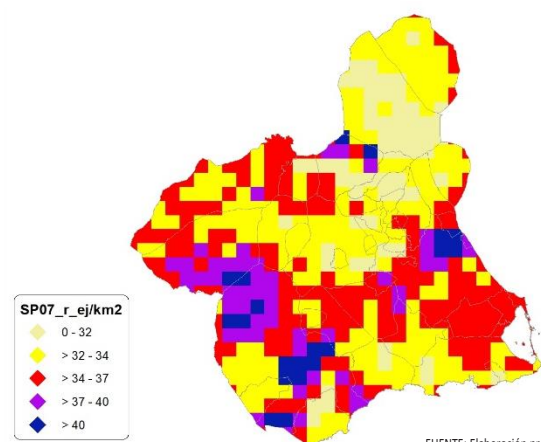 SP07_r_ej/km2
0 - 32
> 32 - 34
> 34 - 37
> 37 - 40
> 40
FUENTE: Elaboración